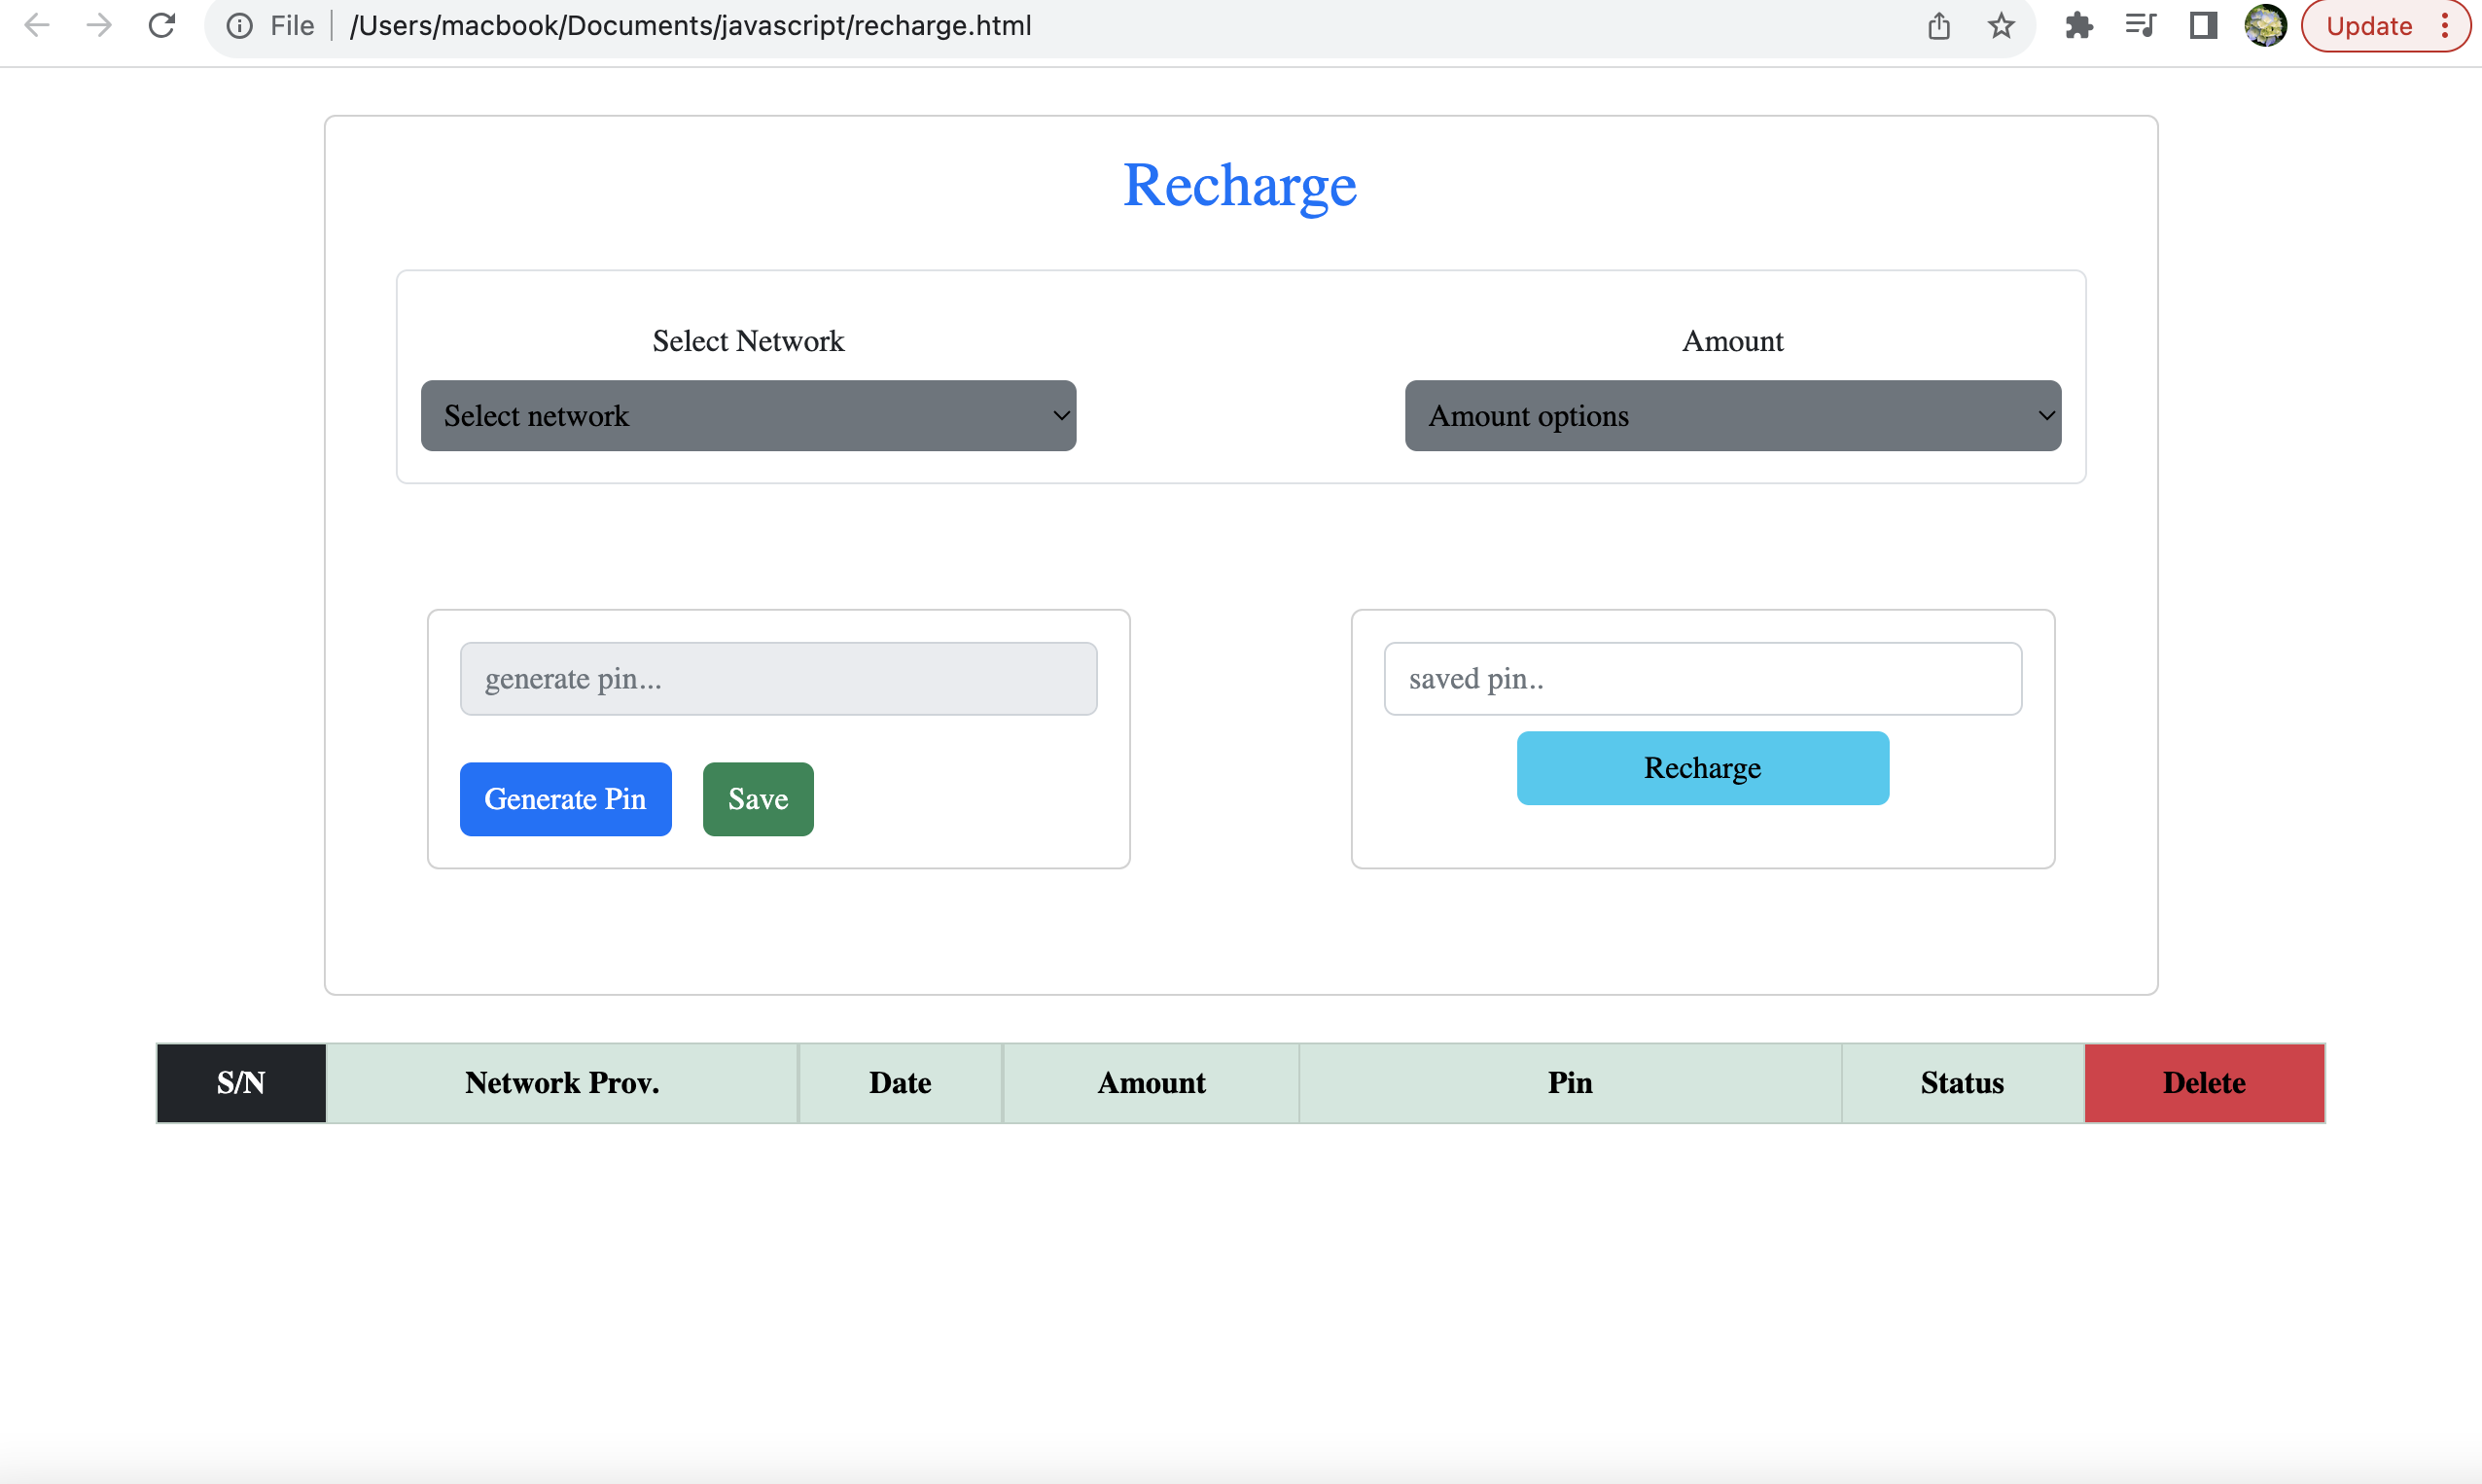 File /Users/macbook/Documents/javascript/recharge.html Update
Recharge
Select Network Amount
Select network Amount options
generate pin... saved pin..
Recharge
Generate Pin Save
S/N Network Prov. Date Amount Pin Status Delete